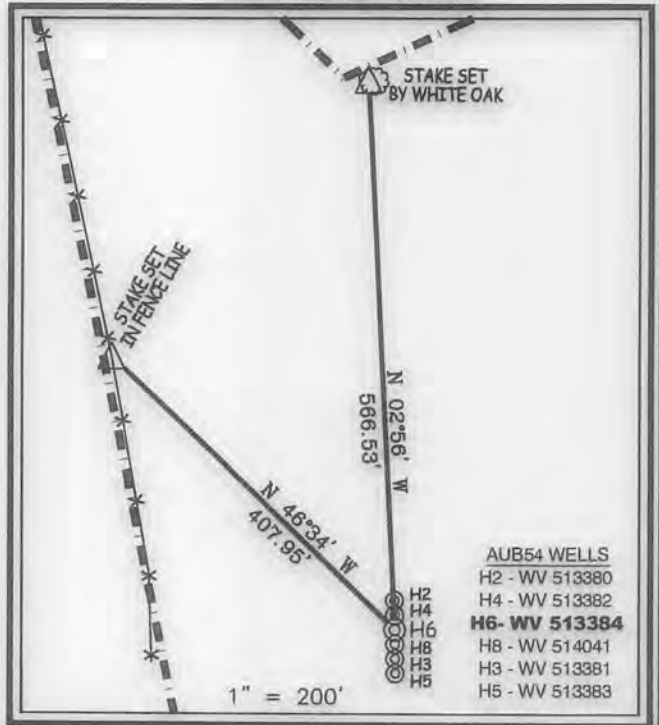 STAKE SET
BY WHITE OAK
STAKE SET
IN FENCE LINE
N 02°56' W
566.53'
N 46°34' W
407.95'
H2
H4
H6
H8
H3
H5
AUB54 WELLS
H2 - WV 513380
H4 - WV 513382
H6- WV 513384
H8 - WV 514041
H3 - WV 513381
H5 - WV 513383
1" = 200'